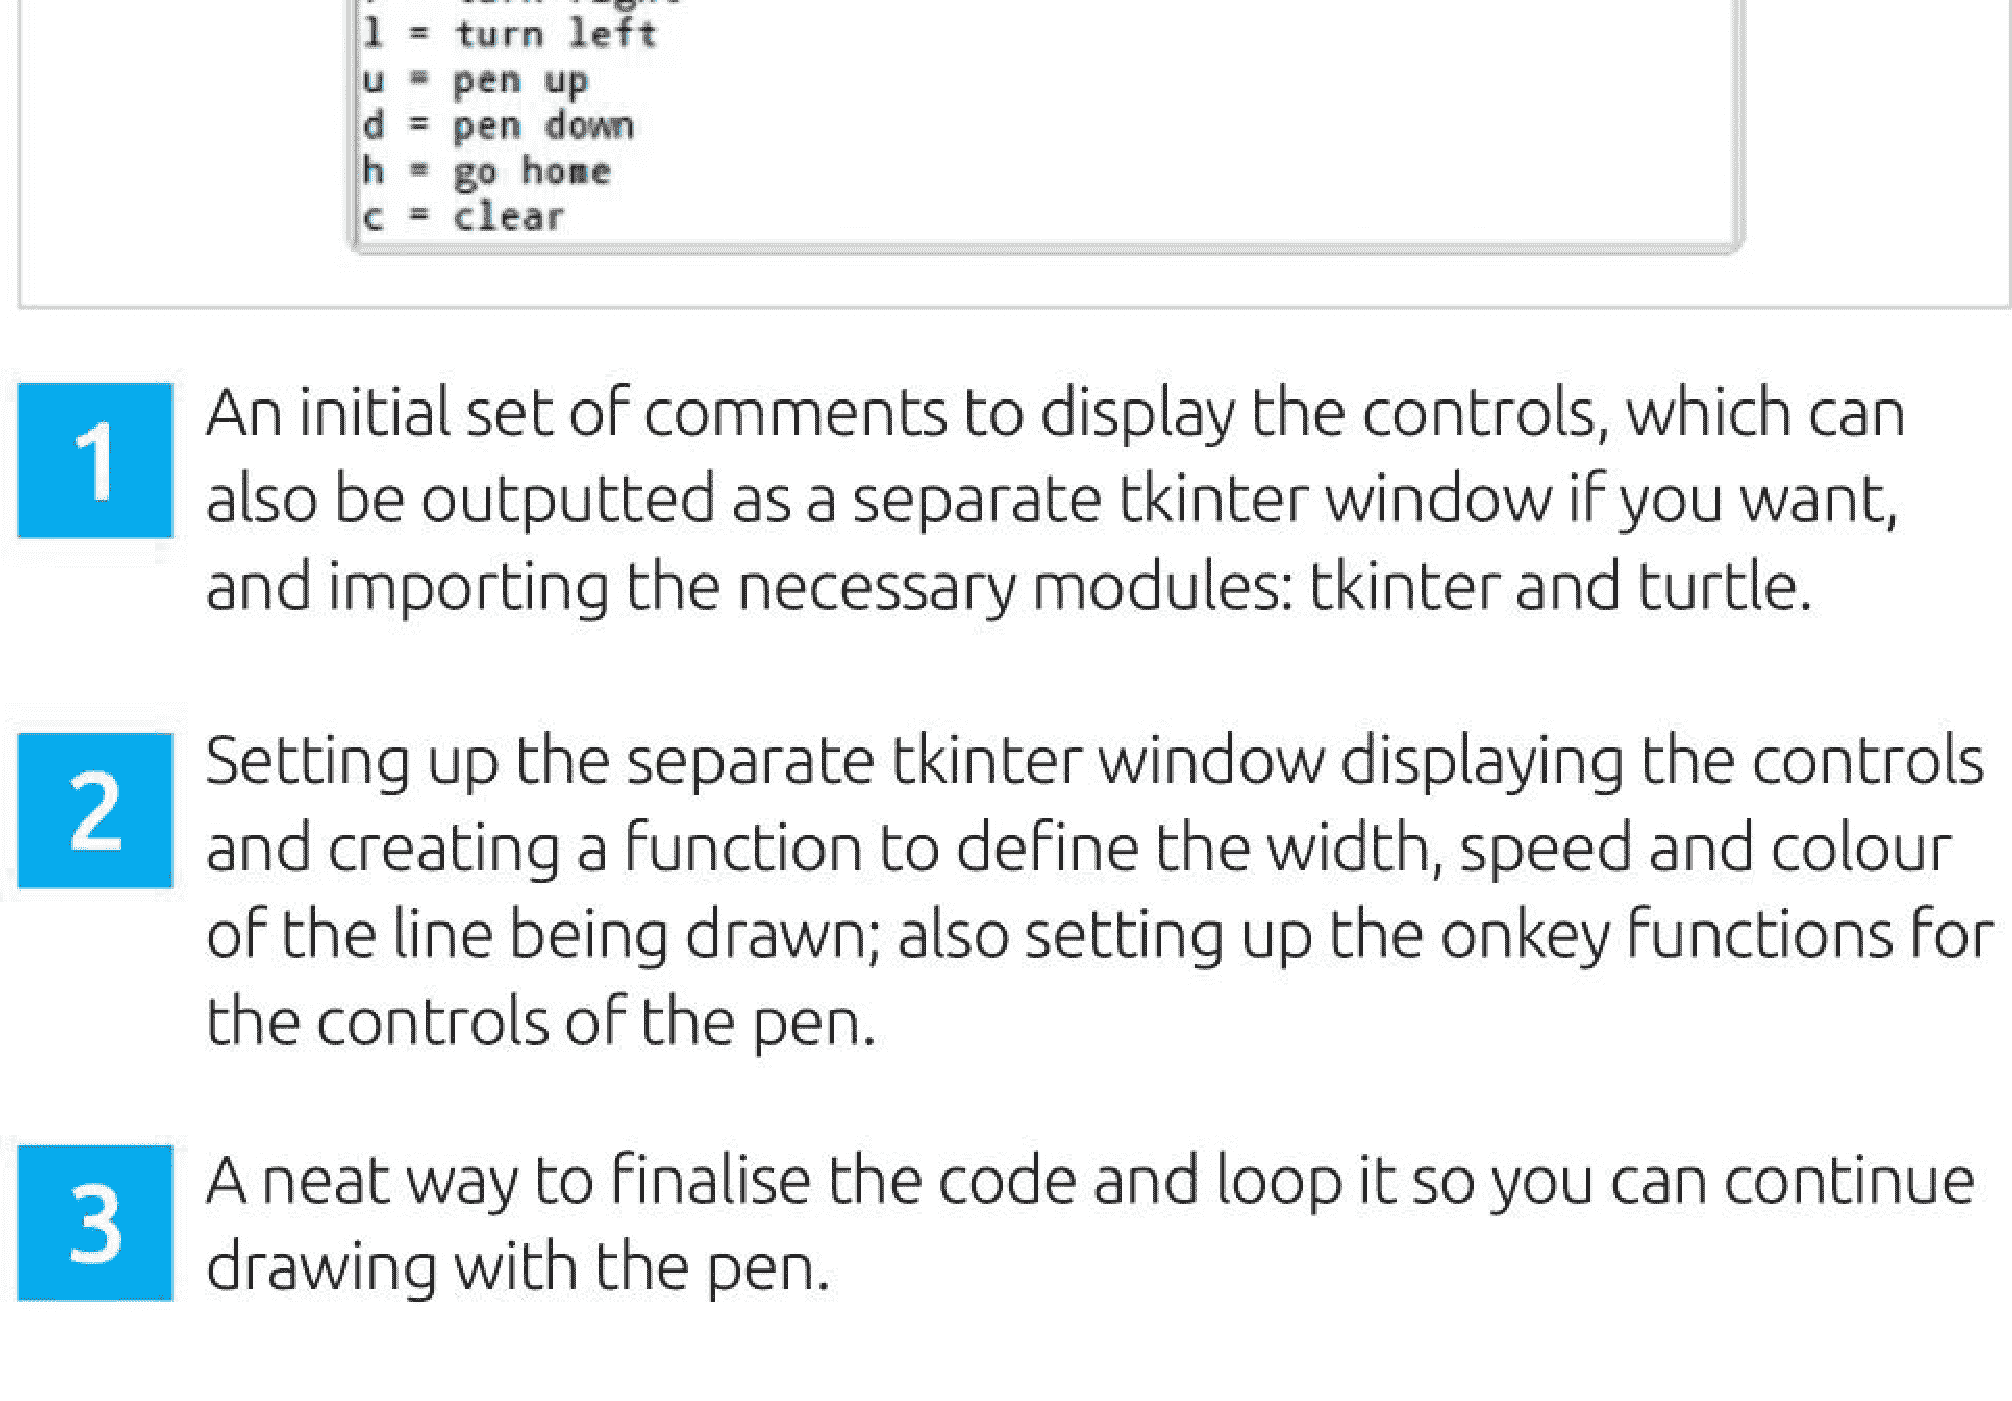 l = turn left
u = pen up
d = pen down
h = go home
c = clear
1
An initial set of comments to display the controls, which can
also be outputted as a separate tkinter window if you want,
and importing the necessary modules: tkinter and turtle.
2
Setting up the separate tkinter window displaying the controls
and creating a function to define the width, speed and colour
of the line being drawn; also setting up the onkey functions for
the controls of the pen.
3
A neat way to finalise the code and loop it so you can continue
drawing with the pen.